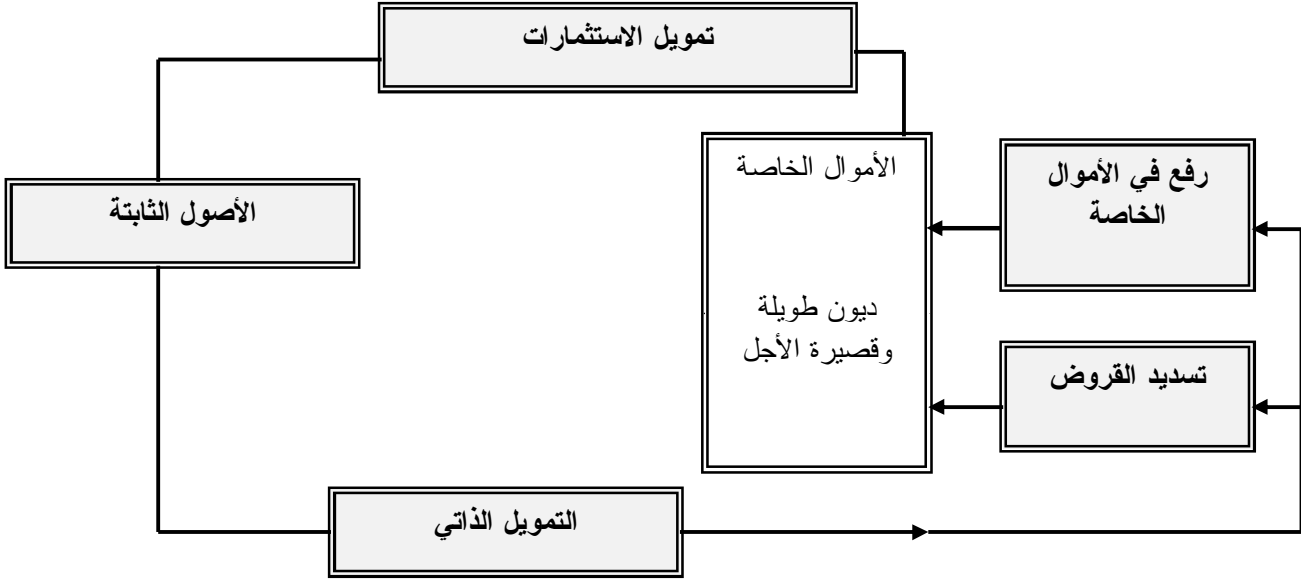 تمويل الاستثمارات
الأموال الخاصة
رفع في الأموال
الخاصة
الأصول الثابتة
ديون طويلة
وقصيرة الأجل
تسديد القروض
التمويل الذاتي